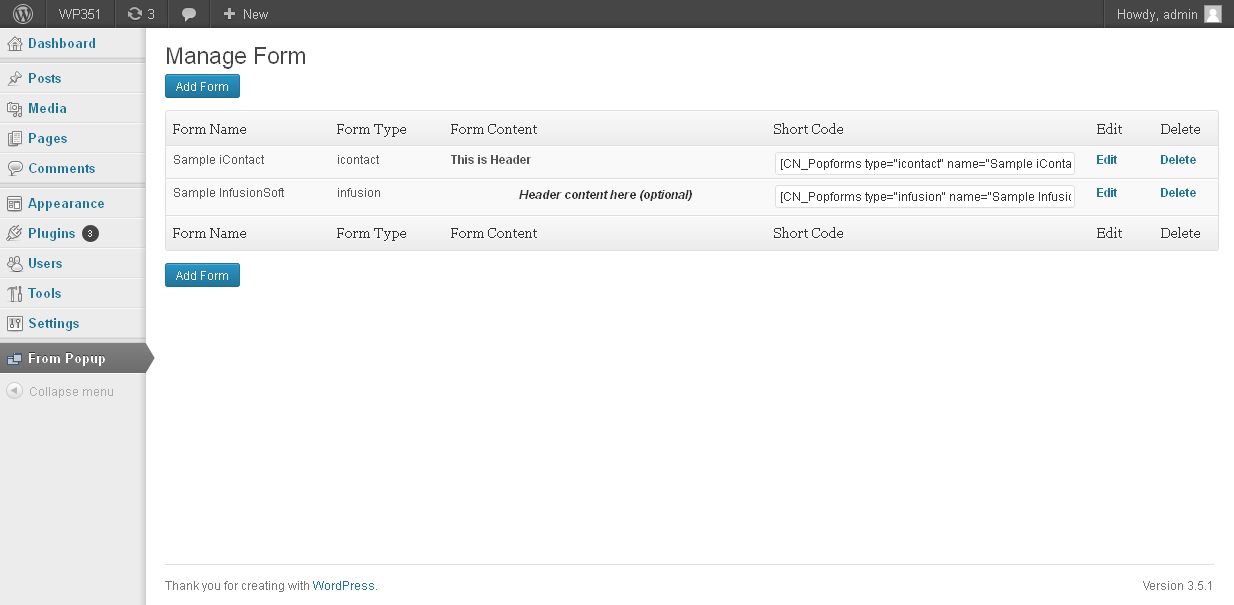 WP351 3 New Howdy, admin
Dashboard
Posts
Media
Pages
Comments
Appearance
Plugins 3
Users
Tools
Settings
From Popup
Collapse menu
Manage Form
Add Form
Form Name Form Type Form Content Short Code Edit Delete
Sample iContact icontact This is Header [CN_Popforms type="icontact" name="Sample iConta Edit Delete
Sample InfusionSoft infusion Header content here (optional) [CN_Popforms type="infusion" name="Sample Infusic Edit Delete
Form Name Form Type Form Content Short Code Edit Delete
Add Form
Thank you for creating with WordPress. Version 3.5.1